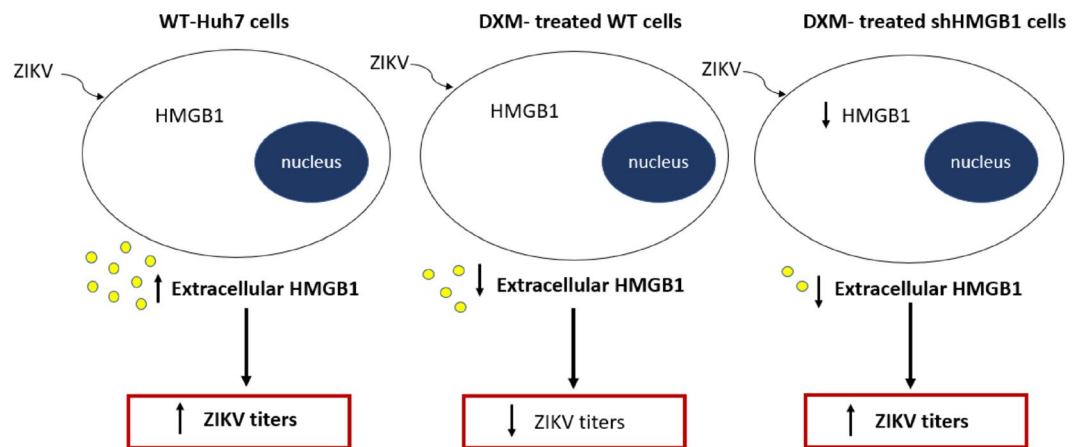 WT-Huh7 cells
ZIKV
HMGB1
nucleus
↑ Extracellular HMGB1
↑ ZIKV titers
DXM- treated WT cells
ZIKV
HMGB1
nucleus
↓ Extracellular HMGB1
↓ ZIKV titers
DXM- treated shHMGB1 cells
ZIKV
↓ HMGB1
nucleus
↓ Extracellular HMGB1
↑ ZIKV titers